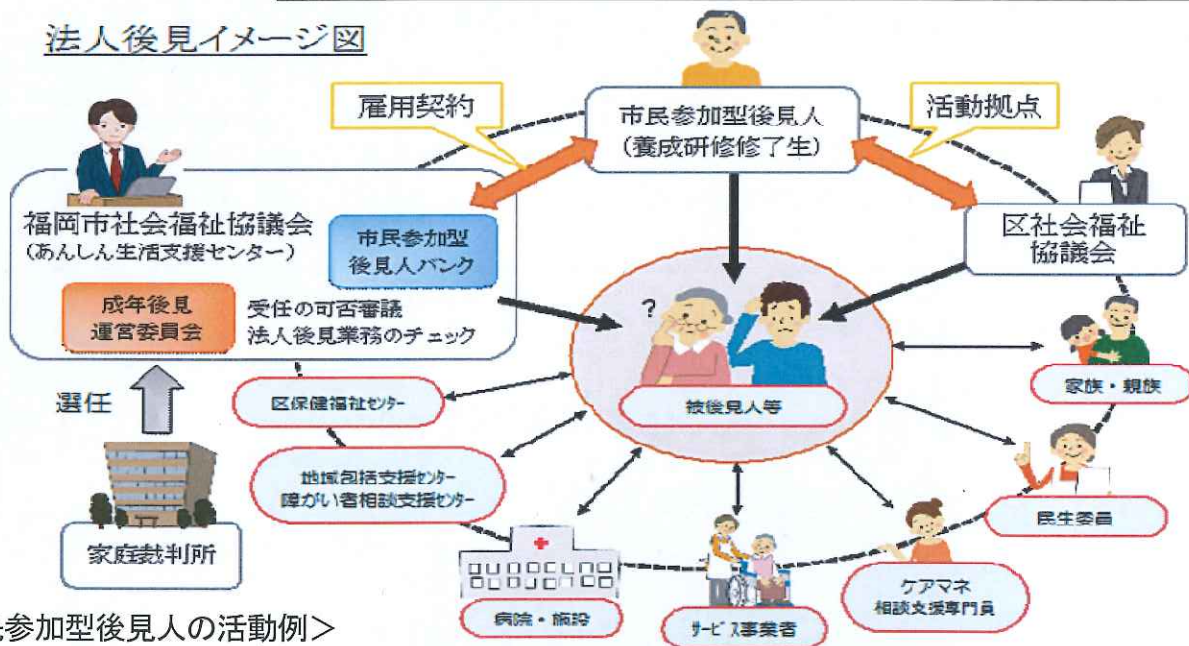 法人後見イメージ図
雇用契約
市民参加型後見人
(養成研修修了生)
活動拠点
福岡市社会福祉協議会
(あんしん生活支援センター)
市民参加型
後見人バンク
区社会福祉
協議会
成年後見
運営委員会
受任の可否審議
法人後見業務のチェック
?
選任
区保健福祉センター
被後見人等
家族・親族
地域包括支援センター
障がい者相談支援センター
民生委員
家庭裁判所
病院・施設
サービス事業者
ケアマネ
相談支援専門員
参加型後見人の活動例>